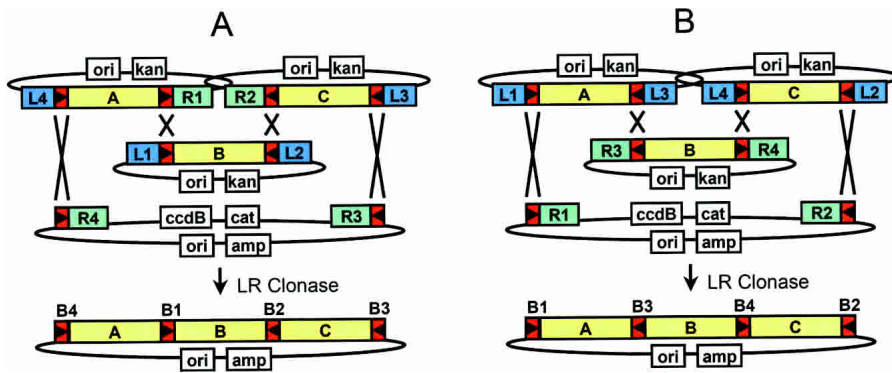 A
ori kan ori kan
L4 A R1 R2 C L3
L1 B L2
ori kan
R4 ccdB cat R3
ori amp
LR Clonase
B4 B1 B2 B3
A B C
ori amp
B
ori kan ori kan
L1 A L3 L4 C L2
R3 B R4
ori kan
R1 ccdB cat R2
ori amp
LR Clonase
B1 B3 B4 B2
A B C
ori amp